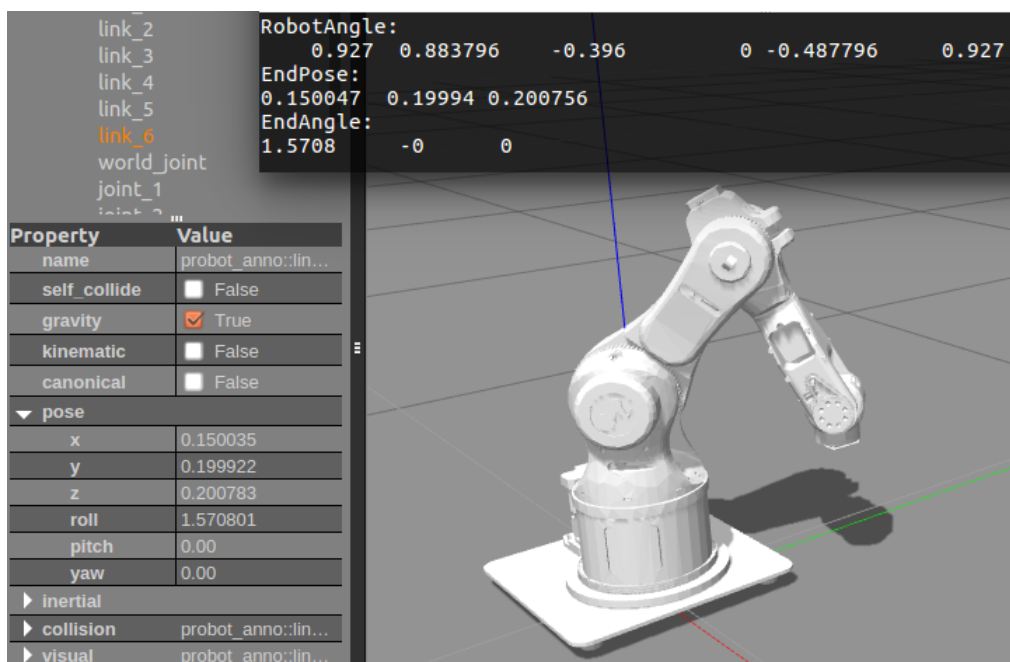 link_2
link_3
link_4
link_5
link_6
world_joint
joint_1
RobotAngle:
0.927 0.883796 -0.396 0 -0.487796 0.927
EndPose:
0.150047 0.19994 0.200756
EndAngle:
1.5708 -0 0
Property Value
name probot_anno::lin...
self_collide False
gravity True
kinematic False
canonical False
pose
x 0.150035
y 0.199922
z 0.200783
roll 1.570801
pitch 0.00
yaw 0.00
inertial
collision probot_anno::lin...
visual probot_anno::lin...